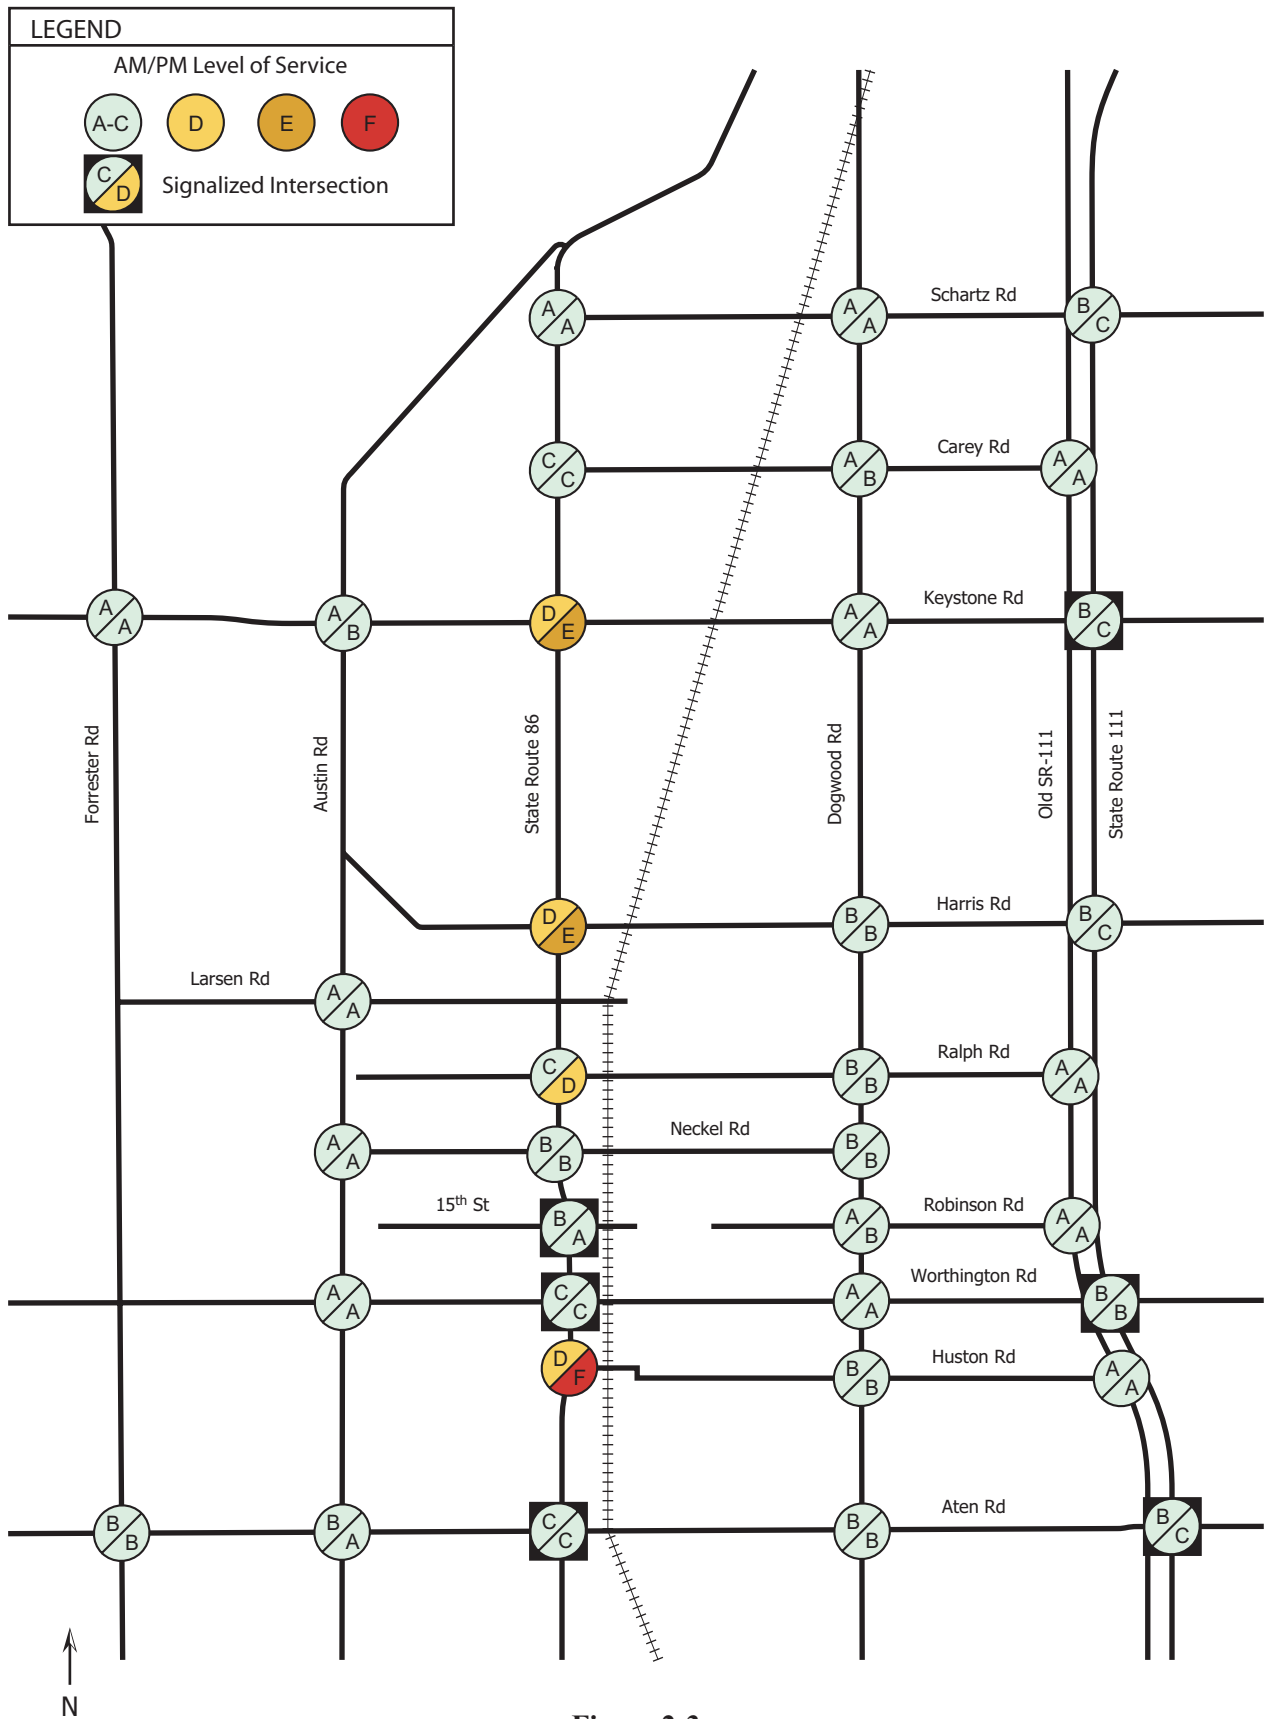 LEGEND
AM/PM Level of Service
A-C D E F
C D Signalized Intersection
Schartz Rd
A A A A B C
Carey Rd
C C A B A A
Keystone Rd
A A A B D E A A B C
Forrester Rd
Austin Rd
State Route 86
Dogwood Rd
Old SR-111
State Route 111
Harris Rd
D E B B B C
Larsen Rd
A A
Ralph Rd
C D B B A A
Neckel Rd
A A B B B B
15th St Robinson Rd
B A A B A A
Worthington Rd
A A C C A A B B
Huston Rd
D F B B A A
Aten Rd
B B B A C C B B B C
N